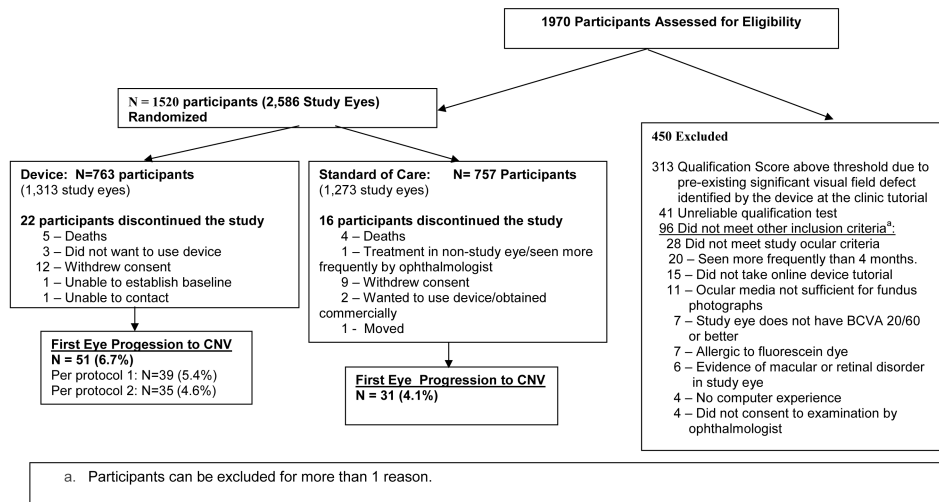 1970 Participants Assessed for Eligibility
N = 1520 participants (2,586 Study Eyes)
Randomized
Device: N=763 participants
(1,313 study eyes)
22 participants discontinued the study
5 – Deaths
3 – Did not want to use device
12 – Withdrew consent
1 – Unable to establish baseline
1 – Unable to contact
First Eye Progession to CNV
N = 51 (6.7%)
Per protocol 1: N=39 (5.4%)
Per protocol 2: N=35 (4.6%)
Standard of Care: N= 757 Participants
(1,273 study eyes)
16 participants discontinued the study
4 – Deaths
1 – Treatment in non-study eye/seen more
frequently by ophthalmologist
9 – Withdrew consent
2 – Wanted to use device/obtained
commercially
1 - Moved
First Eye Progression to CNV
N = 31 (4.1%)
450 Excluded
313 Qualification Score above threshold due to
pre-existing significant visual field defect
identified by the device at the clinic tutorial
41 Unreliable qualification test
96 Did not meet other inclusion criteriaᵃ:
28 Did not meet study ocular criteria
20 – Seen more frequently than 4 months.
15 – Did not take online device tutorial
11 – Ocular media not sufficient for fundus
photographs
7 – Study eye does not have BCVA 20/60
or better
7 – Allergic to fluorescein dye
6 – Evidence of macular or retinal disorder
in study eye
4 – No computer experience
4 – Did not consent to examination by
ophthalmologist
a. Participants can be excluded for more than 1 reason.